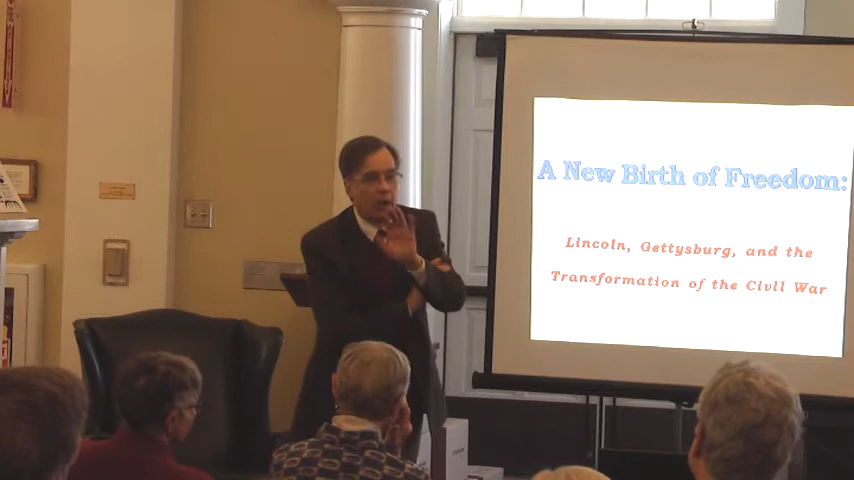 A New Birth of Freedom:
Lincoln, Gettysburg, and the
Transformation of the Civil War